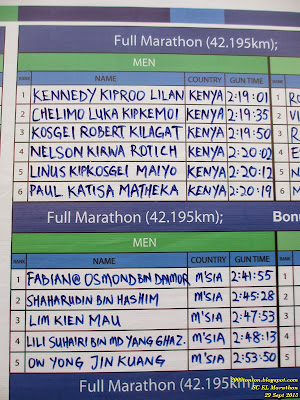 Full Marathon (42.195km);
MEN
RANK NAME COUNTRY GUN TIME
1 KENNEDY KIPROO LILAN KENYA 2:19:01
2 CHELIMO LUKA KIPKEMOI KENYA 2:19:35
3 KOSGEI ROBERT KILAGAT KENYA 2:19:50
4 NELSON KIRWA ROTICH KENYA 2:20:02
5 LINUS KIPKOSGEI MAIYO KENYA 2:20:12
6 PAUL KATISA MATHEKA KENYA 2:20:19
Full Marathon (42.195km); Bonu
MEN
RANK NAME COUNTRY GUN TIME
1 FABIAN@ OSMOND BIN DAIMOR M'SIA 2:41:55
2 SHAHARUDIN BIN HASHIM M'SIA 2:45:28
3 LIM KIEN MAU M'SIA 2:47:53
4 LILI SUHAIRI BIN MD YANG GHAZ. M'SIA 2:48:13
5 OW YONG JIN KUANG M'SIA 2:53:50
Full Marathon (42.195km);
SC KL Marathon
29 Sept 2013